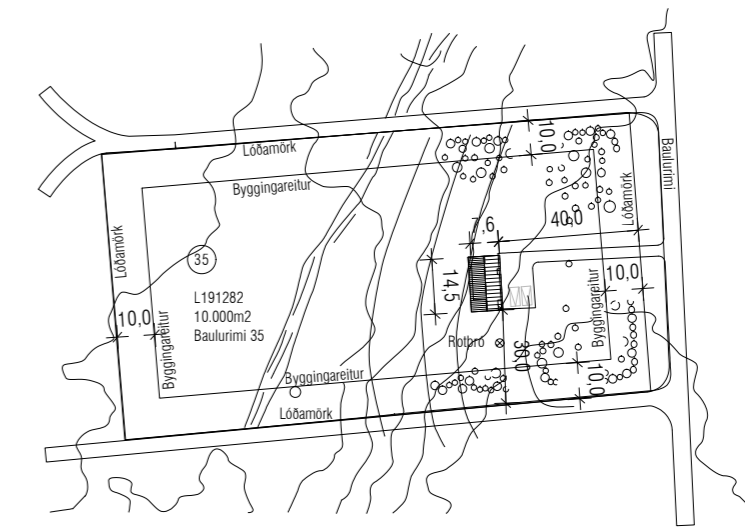 Lóðamörk
10,0
Baulurimi
Byggingareitur
Lóðamörk
7,6
40,0
Lóðamörk
35
14,5
10,0
L191282
10.000m2
Baulurimi 35
10,0
Byggingareitur
Byggingareitur
Rotþró
30,0
Byggingareitur
10,0
Lóðamörk